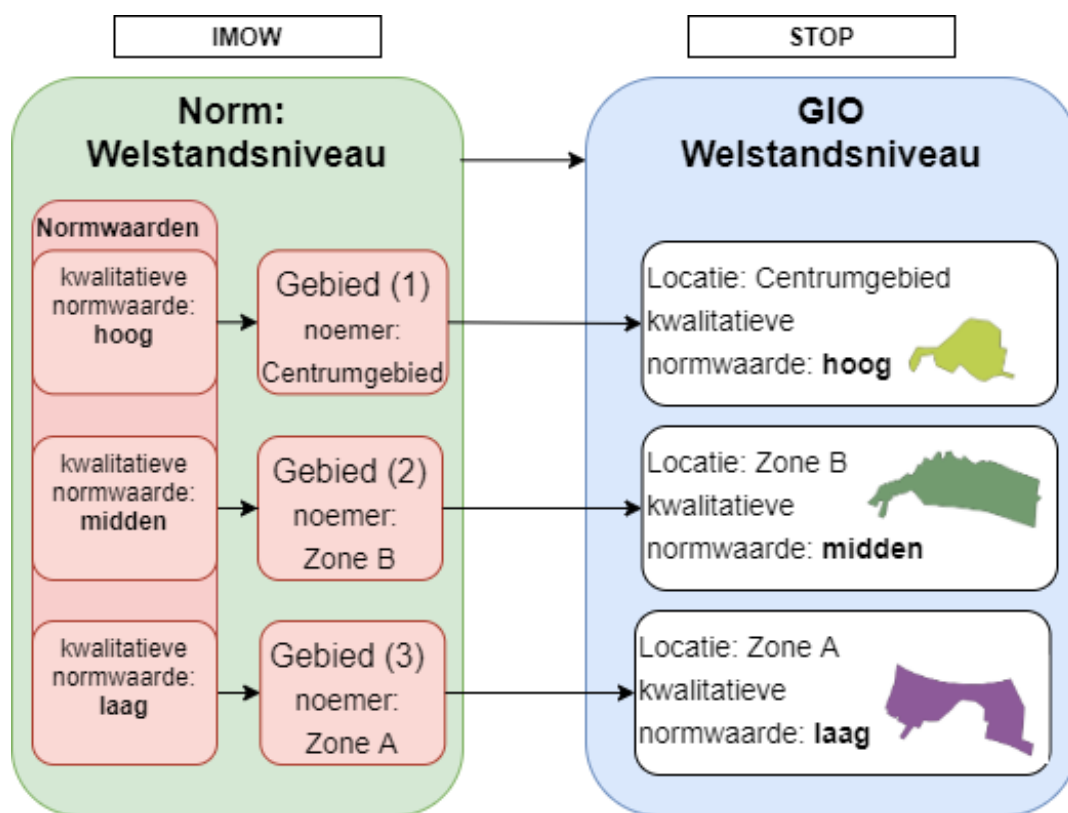 IMOW
STOP
Norm:
Welstandsniveau
GIO
Welstandsniveau
Normwaarden
kwalitatieve
normwaarde:
hoog
Gebied (1)
noemer:
Centrumgebied
Locatie: Centrumgebied
kwalitatieve
normwaarde: hoog
kwalitatieve
normwaarde:
midden
Gebied (2)
noemer:
Zone B
Locatie: Zone B
kwalitatieve
normwaarde: midden
kwalitatieve
normwaarde:
laag
Gebied (3)
noemer:
Zone A
Locatie: Zone A
kwalitatieve
normwaarde: laag